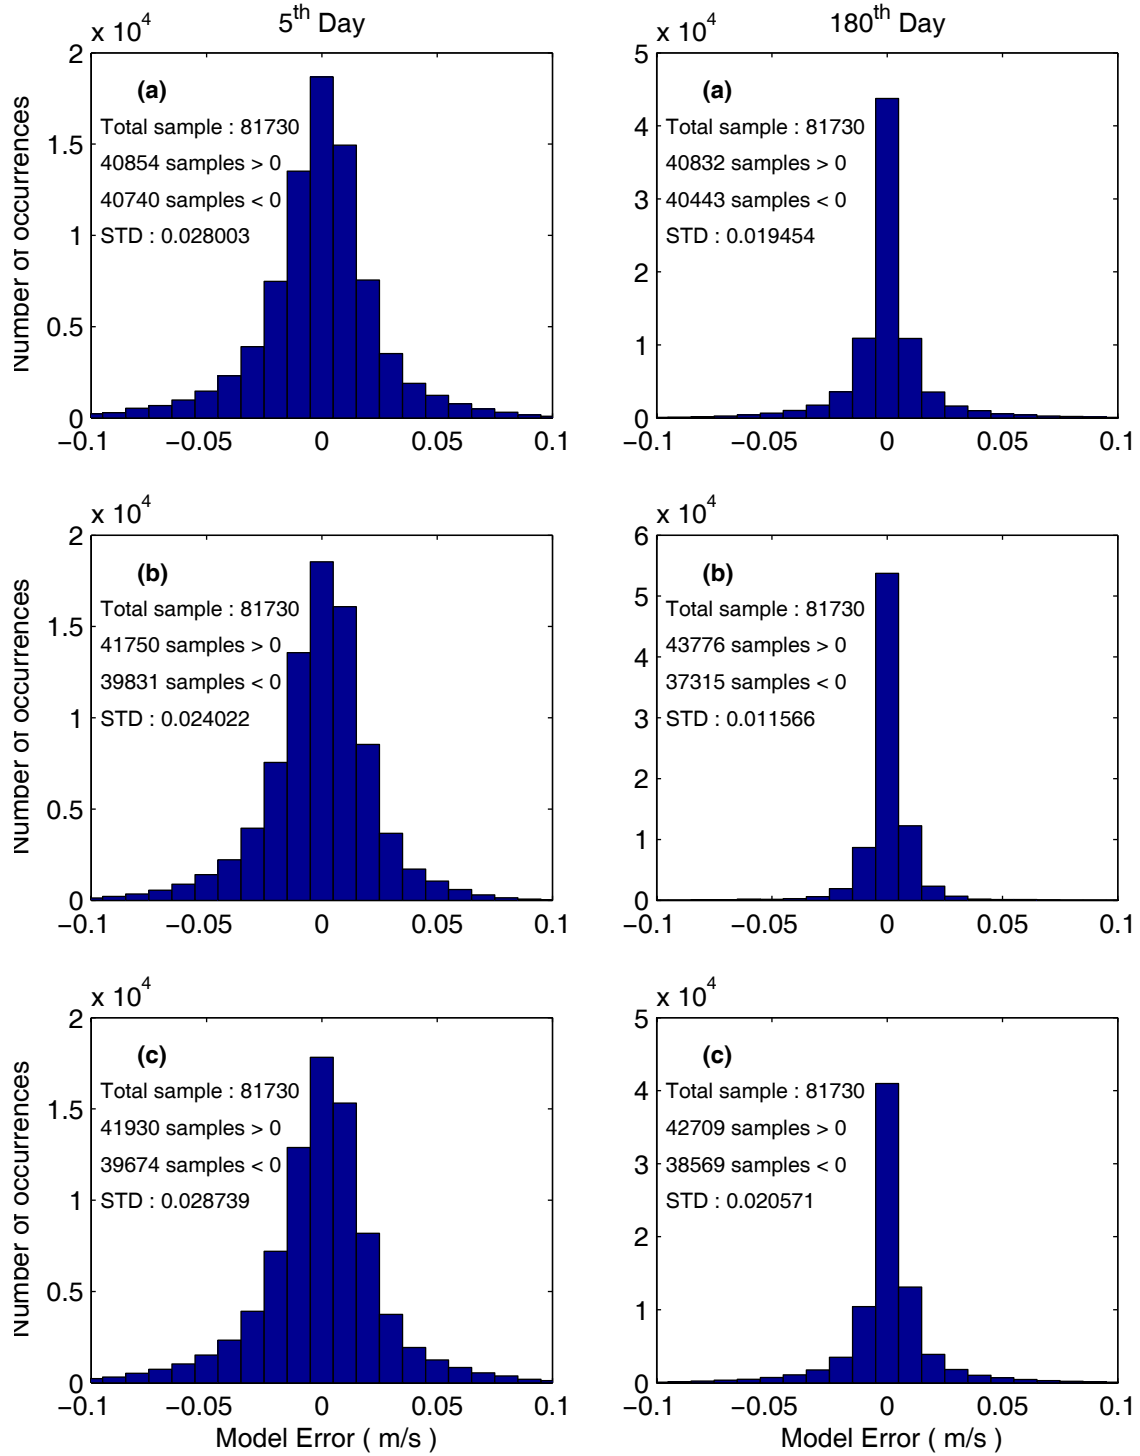 5th Day
x 10^4
2
1.5
1
0.5
0
Number of occurrences
(a)
Total sample : 81730
40854 samples > 0
40740 samples < 0
STD : 0.028003
−0.1 −0.05 0 0.05 0.1
180th Day
x 10^4
5
4
3
2
1
0
(a)
Total sample : 81730
40832 samples > 0
40443 samples < 0
STD : 0.019454
−0.1 −0.05 0 0.05 0.1
x 10^4
2
1.5
1
0.5
0
Number of occurrences
(b)
Total sample : 81730
41750 samples > 0
39831 samples < 0
STD : 0.024022
−0.1 −0.05 0 0.05 0.1
x 10^4
6
5
4
3
2
1
0
(b)
Total sample : 81730
43776 samples > 0
37315 samples < 0
STD : 0.011566
−0.1 −0.05 0 0.05 0.1
x 10^4
2
1.5
1
0.5
0
Number of occurrences
(c)
Total sample : 81730
41930 samples > 0
39674 samples < 0
STD : 0.028739
−0.1 −0.05 0 0.05 0.1
Model Error ( m/s )
x 10^4
5
4
3
2
1
0
(c)
Total sample : 81730
42709 samples > 0
38569 samples < 0
STD : 0.020571
−0.1 −0.05 0 0.05 0.1
Model Error ( m/s )